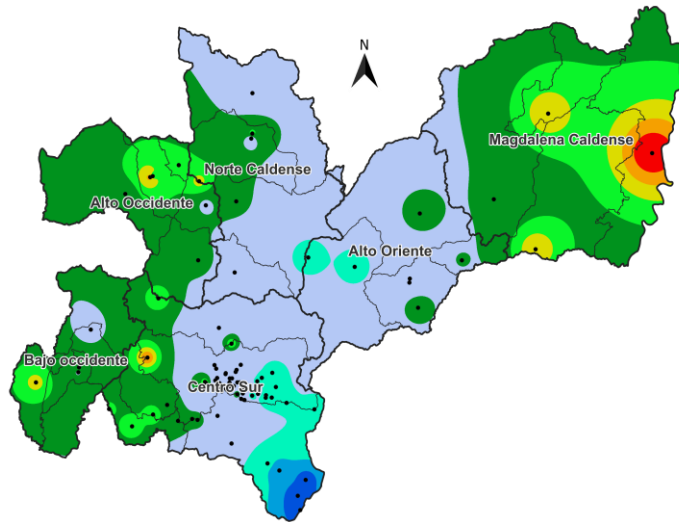 N
Magdalena Caldense
Norte Caldense
Alto Occidente
Alto Oriente
Bajo occidente
Centro Sur